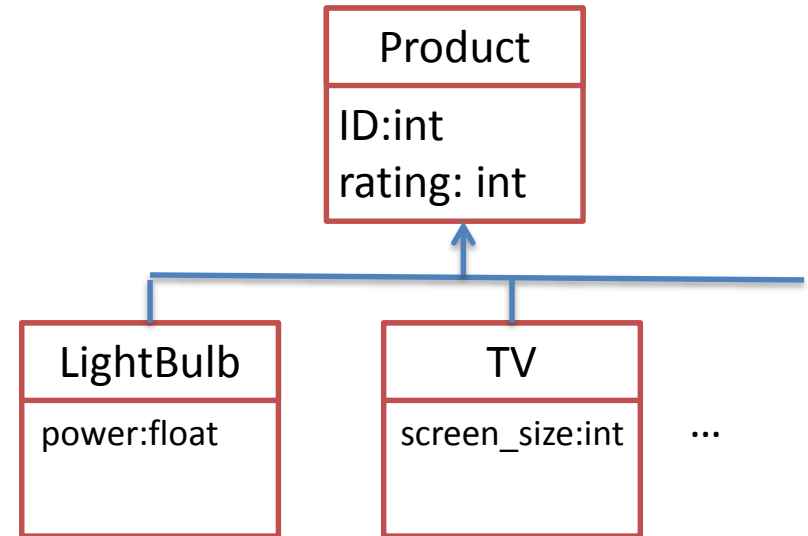 Product
ID:int
rating: int
LightBulb
power:float
TV
screen_size:int
...